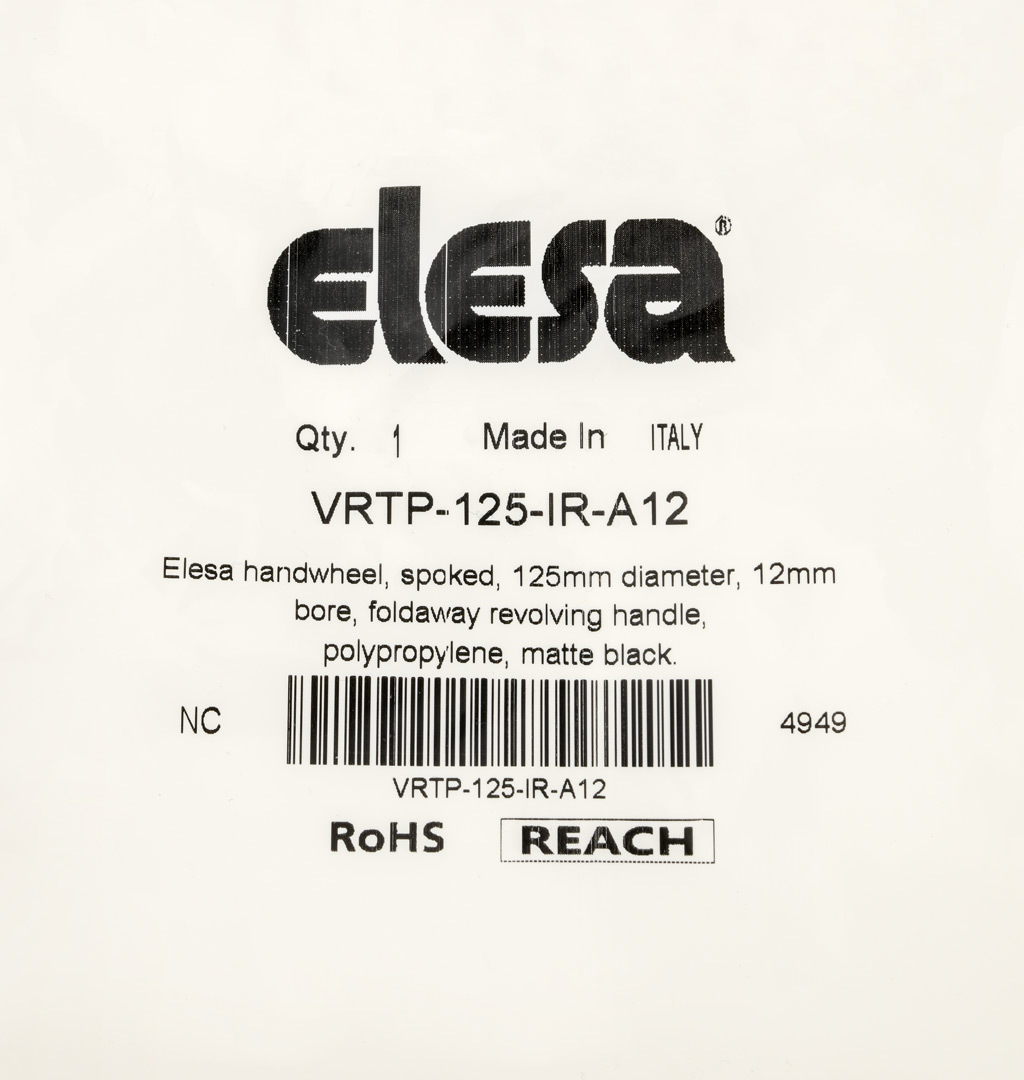 elesa®
Qty. 1 Made In ITALY
VRTP-125-IR-A12
Elesa handwheel, spoked, 125mm diameter, 12mm
bore, foldaway revolving handle,
polypropylene, matte black.
NC 4949
VRTP-125-IR-A12
RoHS REACH